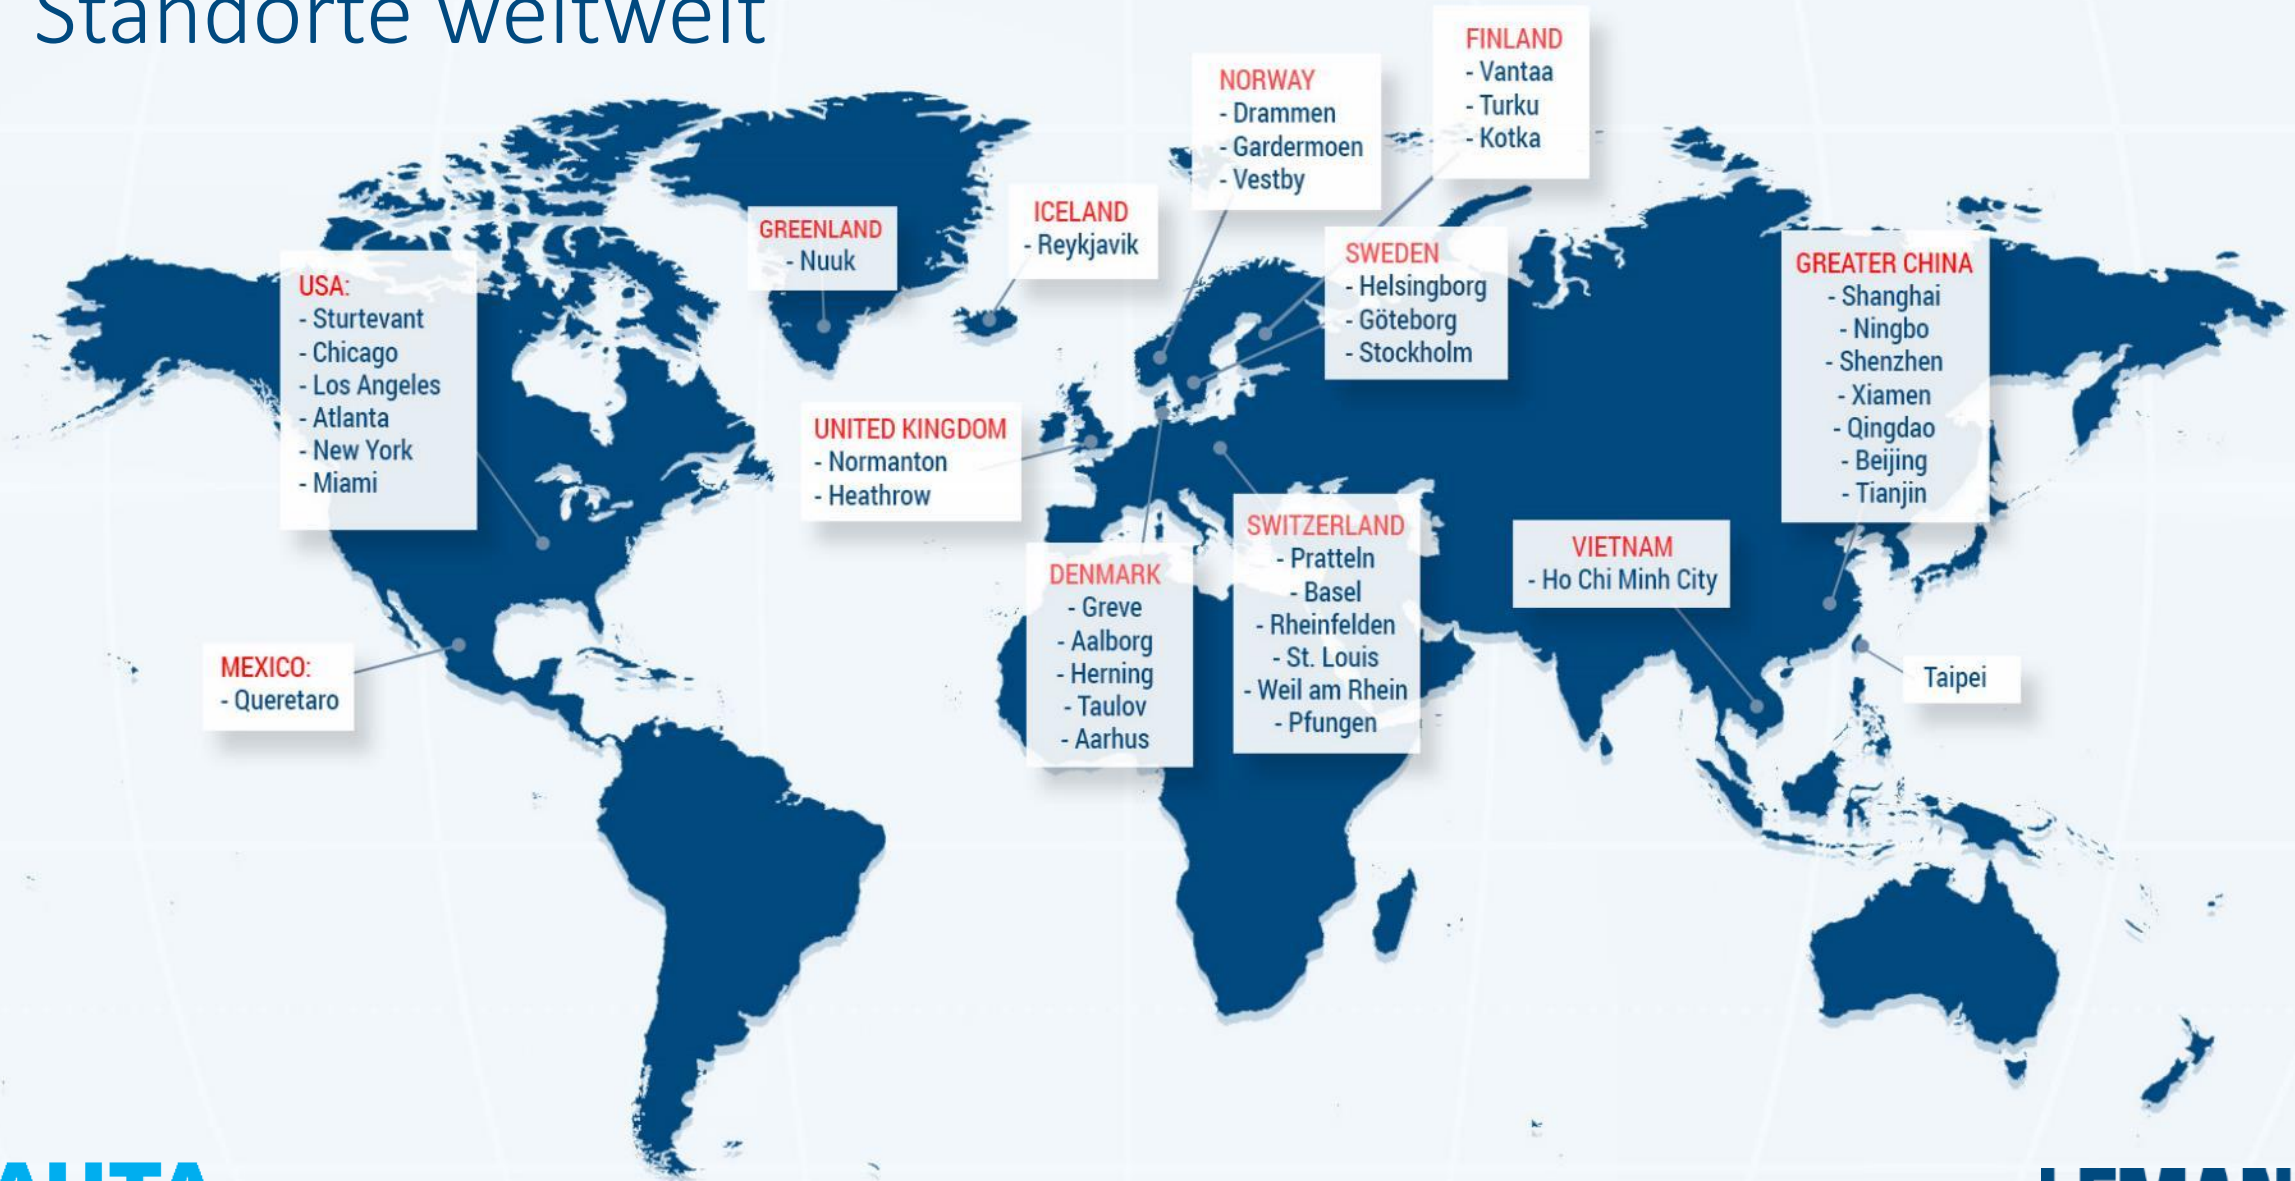 Standorte weltweit
FINLAND
- Vantaa
- Turku
- Kotka
NORWAY
- Drammen
- Gardermoen
- Vestby
ICELAND
- Reykjavik
GREENLAND
- Nuuk
SWEDEN
- Helsingborg
- Göteborg
- Stockholm
GREATER CHINA
- Shanghai
- Ningbo
- Shenzhen
- Xiamen
- Qingdao
- Beijing
- Tianjin
USA:
- Sturtevant
- Chicago
- Los Angeles
- Atlanta
- New York
- Miami
UNITED KINGDOM
- Normanton
- Heathrow
SWITZERLAND
- Pratteln
- Basel
- Rheinfelden
- St. Louis
- Weil am Rhein
- Pfungen
VIETNAM
- Ho Chi Minh City
DENMARK
- Greve
- Aalborg
- Herning
- Taulov
- Aarhus
MEXICO:
- Queretaro
Taipei
LEMAN